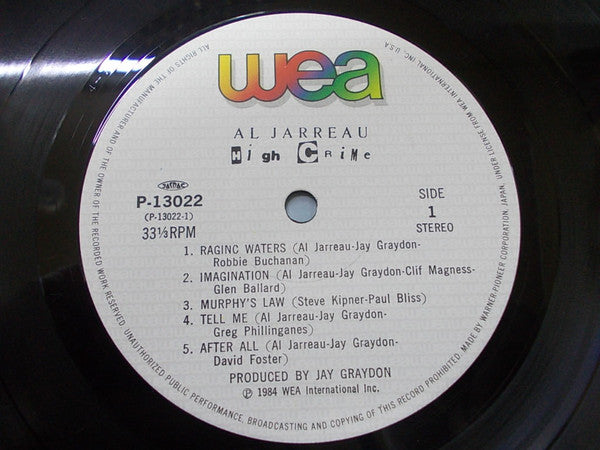 wea
AL JARREAU
High CRiMe
JASRAC
P-13022
(P-13022-1)
33⅓RPM
SIDE
1
STEREO
1. RAGING WATERS (Al Jarreau-Jay Graydon-
Robbie Buchanan)
2. IMAGINATION (Al Jarreau-Jay Graydon-Clif Magness-
Glen Ballard)
3. MURPHY'S LAW (Steve Kipner-Paul Bliss)
4. TELL ME (Al Jarreau-Jay Graydon-
Greg Phillinganes)
5. AFTER ALL (Al Jarreau-Jay Graydon-
David Foster)
PRODUCED BY JAY GRAYDON
Ⓟ 1984 WEA International Inc.
ALL RIGHTS OF THE MANUFACTURER AND OF THE OWNER OF THE RECORDED WORK RESERVED. UNAUTHORIZED PUBLIC PERFORMANCE, BROADCASTING AND COPYING OF THIS RECORD PROHIBITED. MADE BY WARNER-PIONEER CORPORATION, JAPAN, UNDER LICENSE FROM WEA INTERNATIONAL INC., U.S.A.